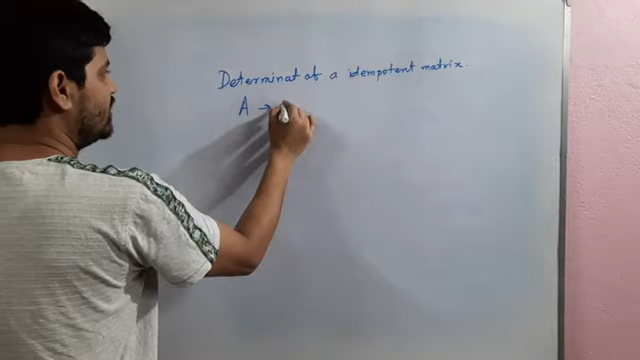 Determinat of a idempotent matrix.
A →